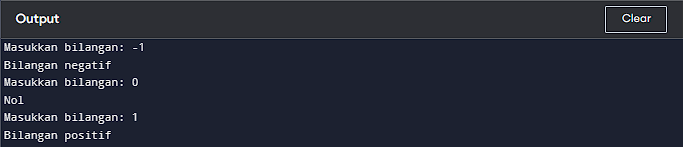 Output
Clear
Masukkan bilangan: -1
Bilangan negatif
Masukkan bilangan: 0
Nol
Masukkan bilangan: 1
Bilangan positif